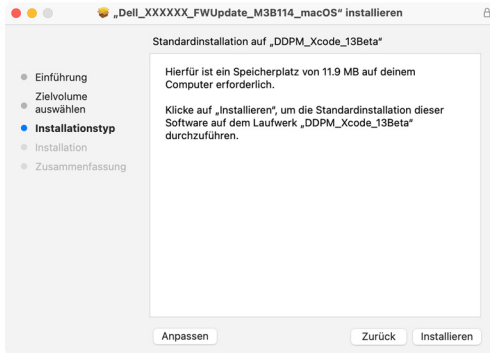 „Dell_XXXXXX_FWUpdate_M3B114_macOS“ installieren
Standardinstallation auf „DDPM_Xcode_13Beta“
Einführung
Zielvolume
auswählen
Installationstyp
Installation
Zusammenfassung
Hierfür ist ein Speicherplatz von 11.9 MB auf deinem
Computer erforderlich.
Klicke auf „Installieren“, um die Standardinstallation dieser
Software auf dem Laufwerk „DDPM_Xcode_13Beta“
durchzuführen.
Anpassen
Zurück
Installieren